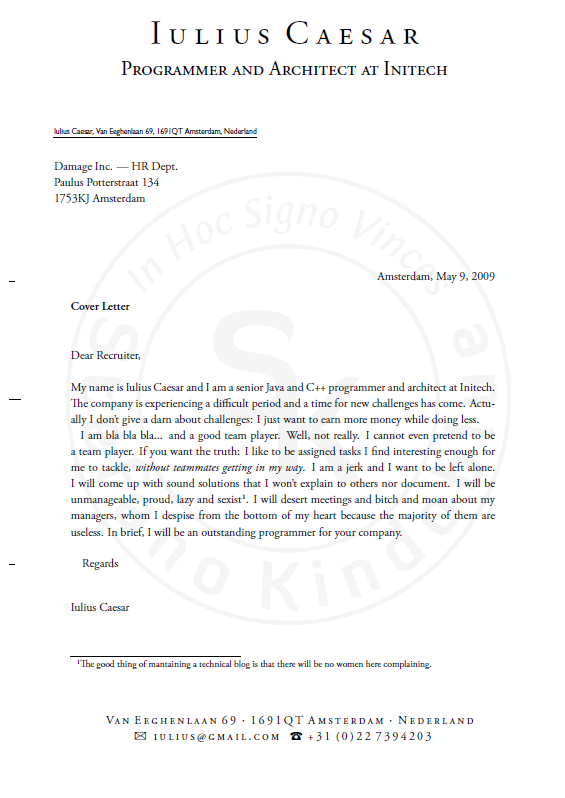 Iulius Caesar
Programmer and Architect at Initech
Iulius Caesar, Van Eeghenlaan 69, 1691QT Amsterdam, Nederland
Damage Inc. — HR Dept.
Paulus Potterstraat 134
1753KJ Amsterdam
In Hoc Signo Vinces
Amsterdam, May 9, 2009
Cover Letter
Dear Recruiter,
My name is Iulius Caesar and I am a senior Java and C++ programmer and architect at Initech.
The company is experiencing a difficult period and a time for new challenges has come. Actu-
ally I don't give a darn about challenges: I just want to earn more money while doing less.
I am bla bla bla... and a good team player. Well, not really. I cannot even pretend to be
a team player. If you want the truth: I like to be assigned tasks I find interesting enough for
me to tackle, without teammates getting in my way. I am a jerk and I want to be left alone.
I will come up with sound solutions that I won't explain to others nor document. I will be
unmanageable, proud, lazy and sexist¹. I will desert meetings and bitch and moan about my
managers, whom I despise from the bottom of my heart because the majority of them are
useless. In brief, I will be an outstanding programmer for your company.
Regards
Iulius Caesar
¹The good thing of mantaining a technical blog is that there will be no women here complaining.
Van Eeghenlaan 69 · 1691QT Amsterdam · Nederland
✉ iulius@gmail.com ☎ +31 (0)22 7394203